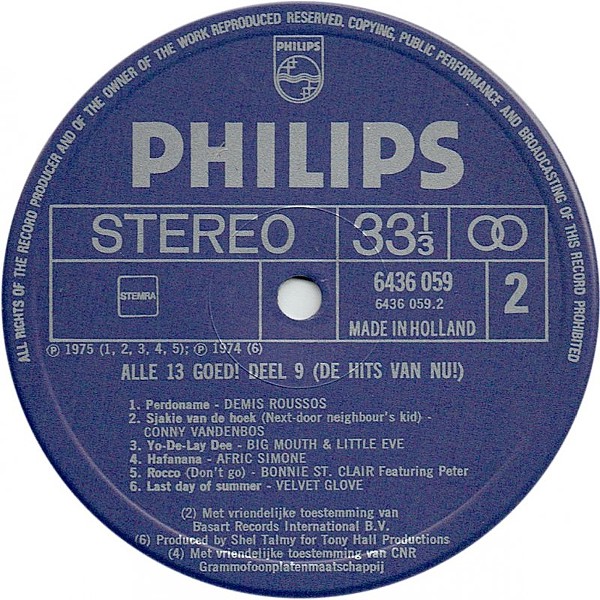 ALL RIGHTS OF THE RECORD PRODUCER AND OF THE OWNER OF THE WORK REPRODUCED RESERVED. COPYING, PUBLIC PERFORMANCE AND BROADCASTING OF THIS RECORD PROHIBITED
PHILIPS
PHILIPS
STEREO 33 1/3
STEMRA
6436 059
6436 059.2
2
MADE IN HOLLAND
Ⓟ 1975 (1, 2, 3, 4, 5); Ⓟ 1974 (6)
ALLE 13 GOED! DEEL 9 (DE HITS VAN NU!)
1. Perdoname - DEMIS ROUSSOS
2. Sjakie van de hoek (Next-door neighbour's kid) -
CONNY VANDENBOS
3. Yo-De-Lay Dee - BIG MOUTH & LITTLE EVE
4. Hafanana - AFRIC SIMONE
5. Rocco (Don't go) - BONNIE ST. CLAIR Featuring Peter
6. Last day of summer - VELVET GLOVE
(2) Met vriendelijke toestemming van
Basart Records International B.V.
(6) Produced by Shel Talmy for Tony Hall Productions
(4) Met vriendelijke toestemming van CNR
Grammofoonplatenmaatschappij